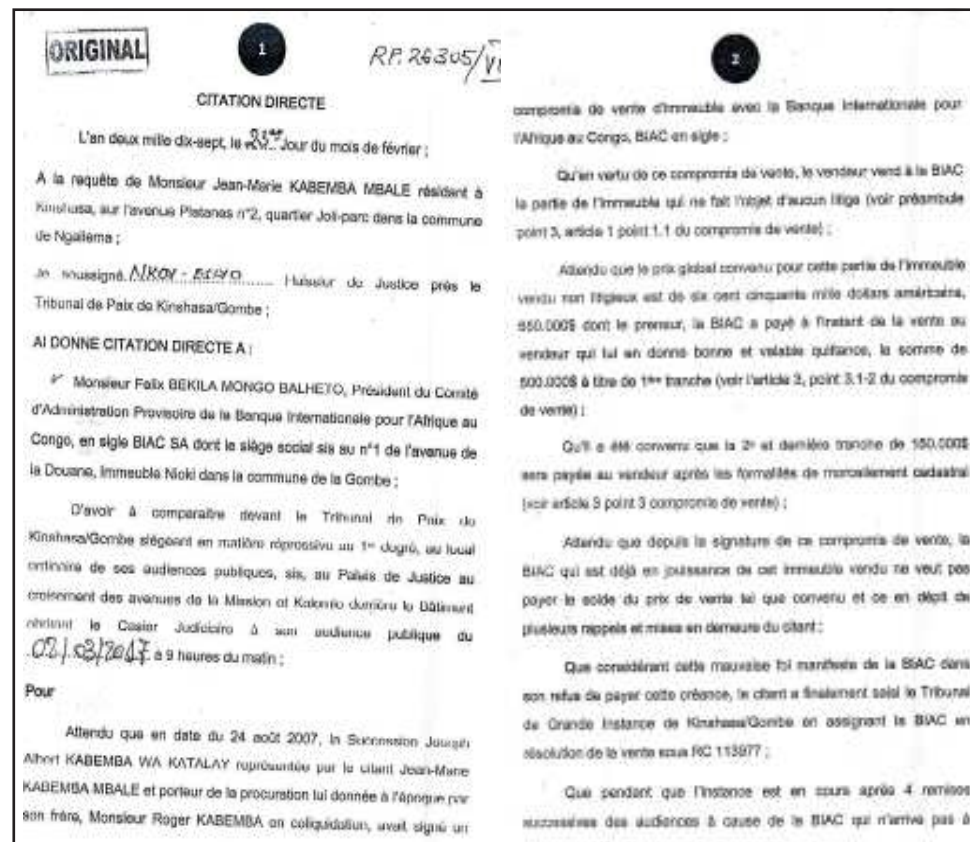 ORIGINAL
1
RP. 26305/
CITATION DIRECTE
L'an deux mille dix-sept, le 23ème Jour du mois de février ;
A la requête de Monsieur Jean-Marie KABEMBA MBALE résident à
Kinshasa, sur l'avenue Platanes n°2, quartier Joli-parc dans la commune
de Ngaliema ;
Je soussigné, Huissier de Justice près le
Tribunal de Paix de Kinshasa/Gombe ;
AI DONNE CITATION DIRECTE A :
Monsieur Felix BEKILA MONGO BALHETO, Président du Comité
d'Administration Provisoire de la Banque Internationale pour l'Afrique au
Congo, en sigle BIAC SA dont le siège social sis au n°1 de l'avenue de
la Douane, Immeuble Nioki dans la commune de la Gombe ;
D'avoir à comparaître devant le Tribunal de Paix de
Kinshasa/Gombe siégeant en matière répressive au 1er degré, au local
ordinaire de ses audiences publiques, sis, au Palais de Justice au
croisement des avenues de la Mission et Kalemie derrière le Bâtiment
abritant le Casier Judiciaire à son audience publique du
02/03/2017 à 9 heures du matin ;
Pour
Attendu que en date du 24 août 2007, la Succession Joseph
Albert KABEMBA WA KATALAY représentée par le citant Jean-Marie
KABEMBA MBALE et porteur de la procuration lui donnée à l'époque par
son frère, Monsieur Roger KABEMBA en coliquidation, avait signé un
2
compromis de vente d'immeuble avec la Banque Internationale pour
l'Afrique au Congo, BIAC en sigle ;
Qu'en vertu de ce compromis de vente, le vendeur vend à la BIAC
la partie de l'immeuble qui ne fait l'objet d'aucun litige (voir préambule
point 3, article 1 point 1.1 du compromis de vente) ;
Attendu que le prix global convenu pour cette partie de l'immeuble
vendu non litigieux est de six cent cinquante mille dollars américains,
650.000$ dont le preneur, la BIAC a payé à l'instant de la vente au
vendeur qui lui en donne bonne et valable quittance, la somme de
500.000$ à titre de 1ère tranche (voir l'article 3, point 3.1-2 du compromis
de vente) ;
Qu'il a été convenu que la 2e et dernière tranche de 150.000$
sera payée au vendeur après les formalités de morcellement cadastral
(voir article 3 point 3 compromis de vente) ;
Attendu que depuis la signature de ce compromis de vente, la
BIAC qui est déjà en jouissance de cet immeuble vendu ne veut pas
payer le solde du prix de vente tel que convenu et ce en dépit de
plusieurs rappels et mises en demeure du citant ;
Que considérant cette mauvaise foi manifeste de la BIAC dans
son refus de payer cette créance, le citant a finalement saisi le Tribunal
de Grande Instance de Kinshasa/Gombe en assignant la BIAC en
résolution de la vente sous RC 113977 ;
Que pendant que l'instance est en cours après 4 remises
successives des audiences à cause de la BIAC qui n'arrive pas à